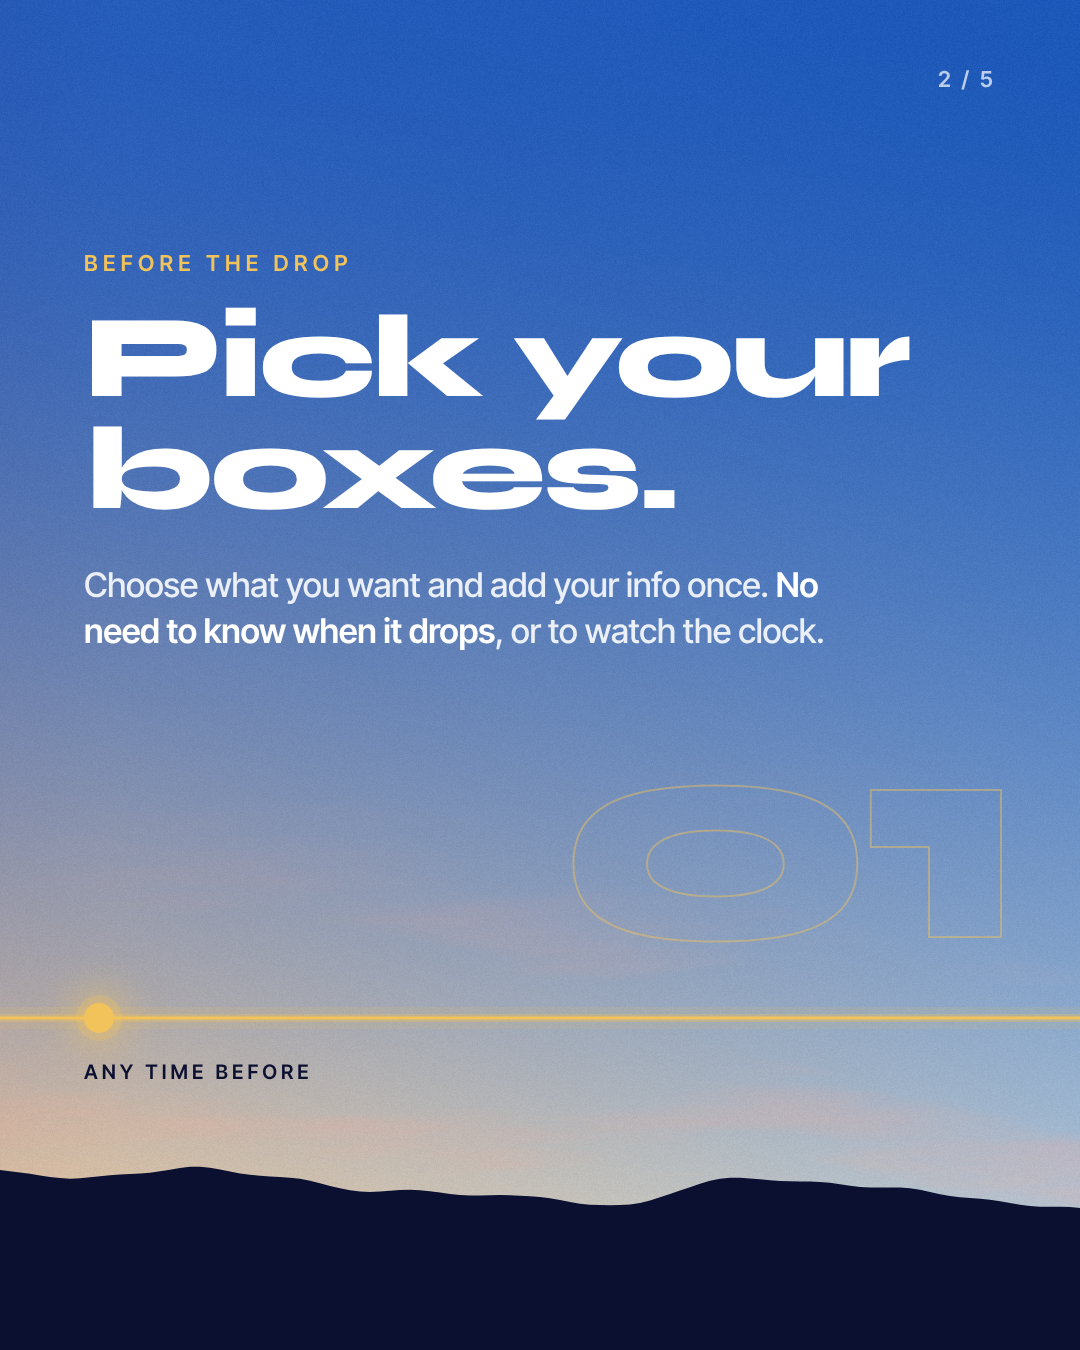 2 / 5
BEFORE THE DROP
Pick your
boxes.
Choose what you want and add your info once. No
need to know when it drops, or to watch the clock.
01
ANY TIME BEFORE